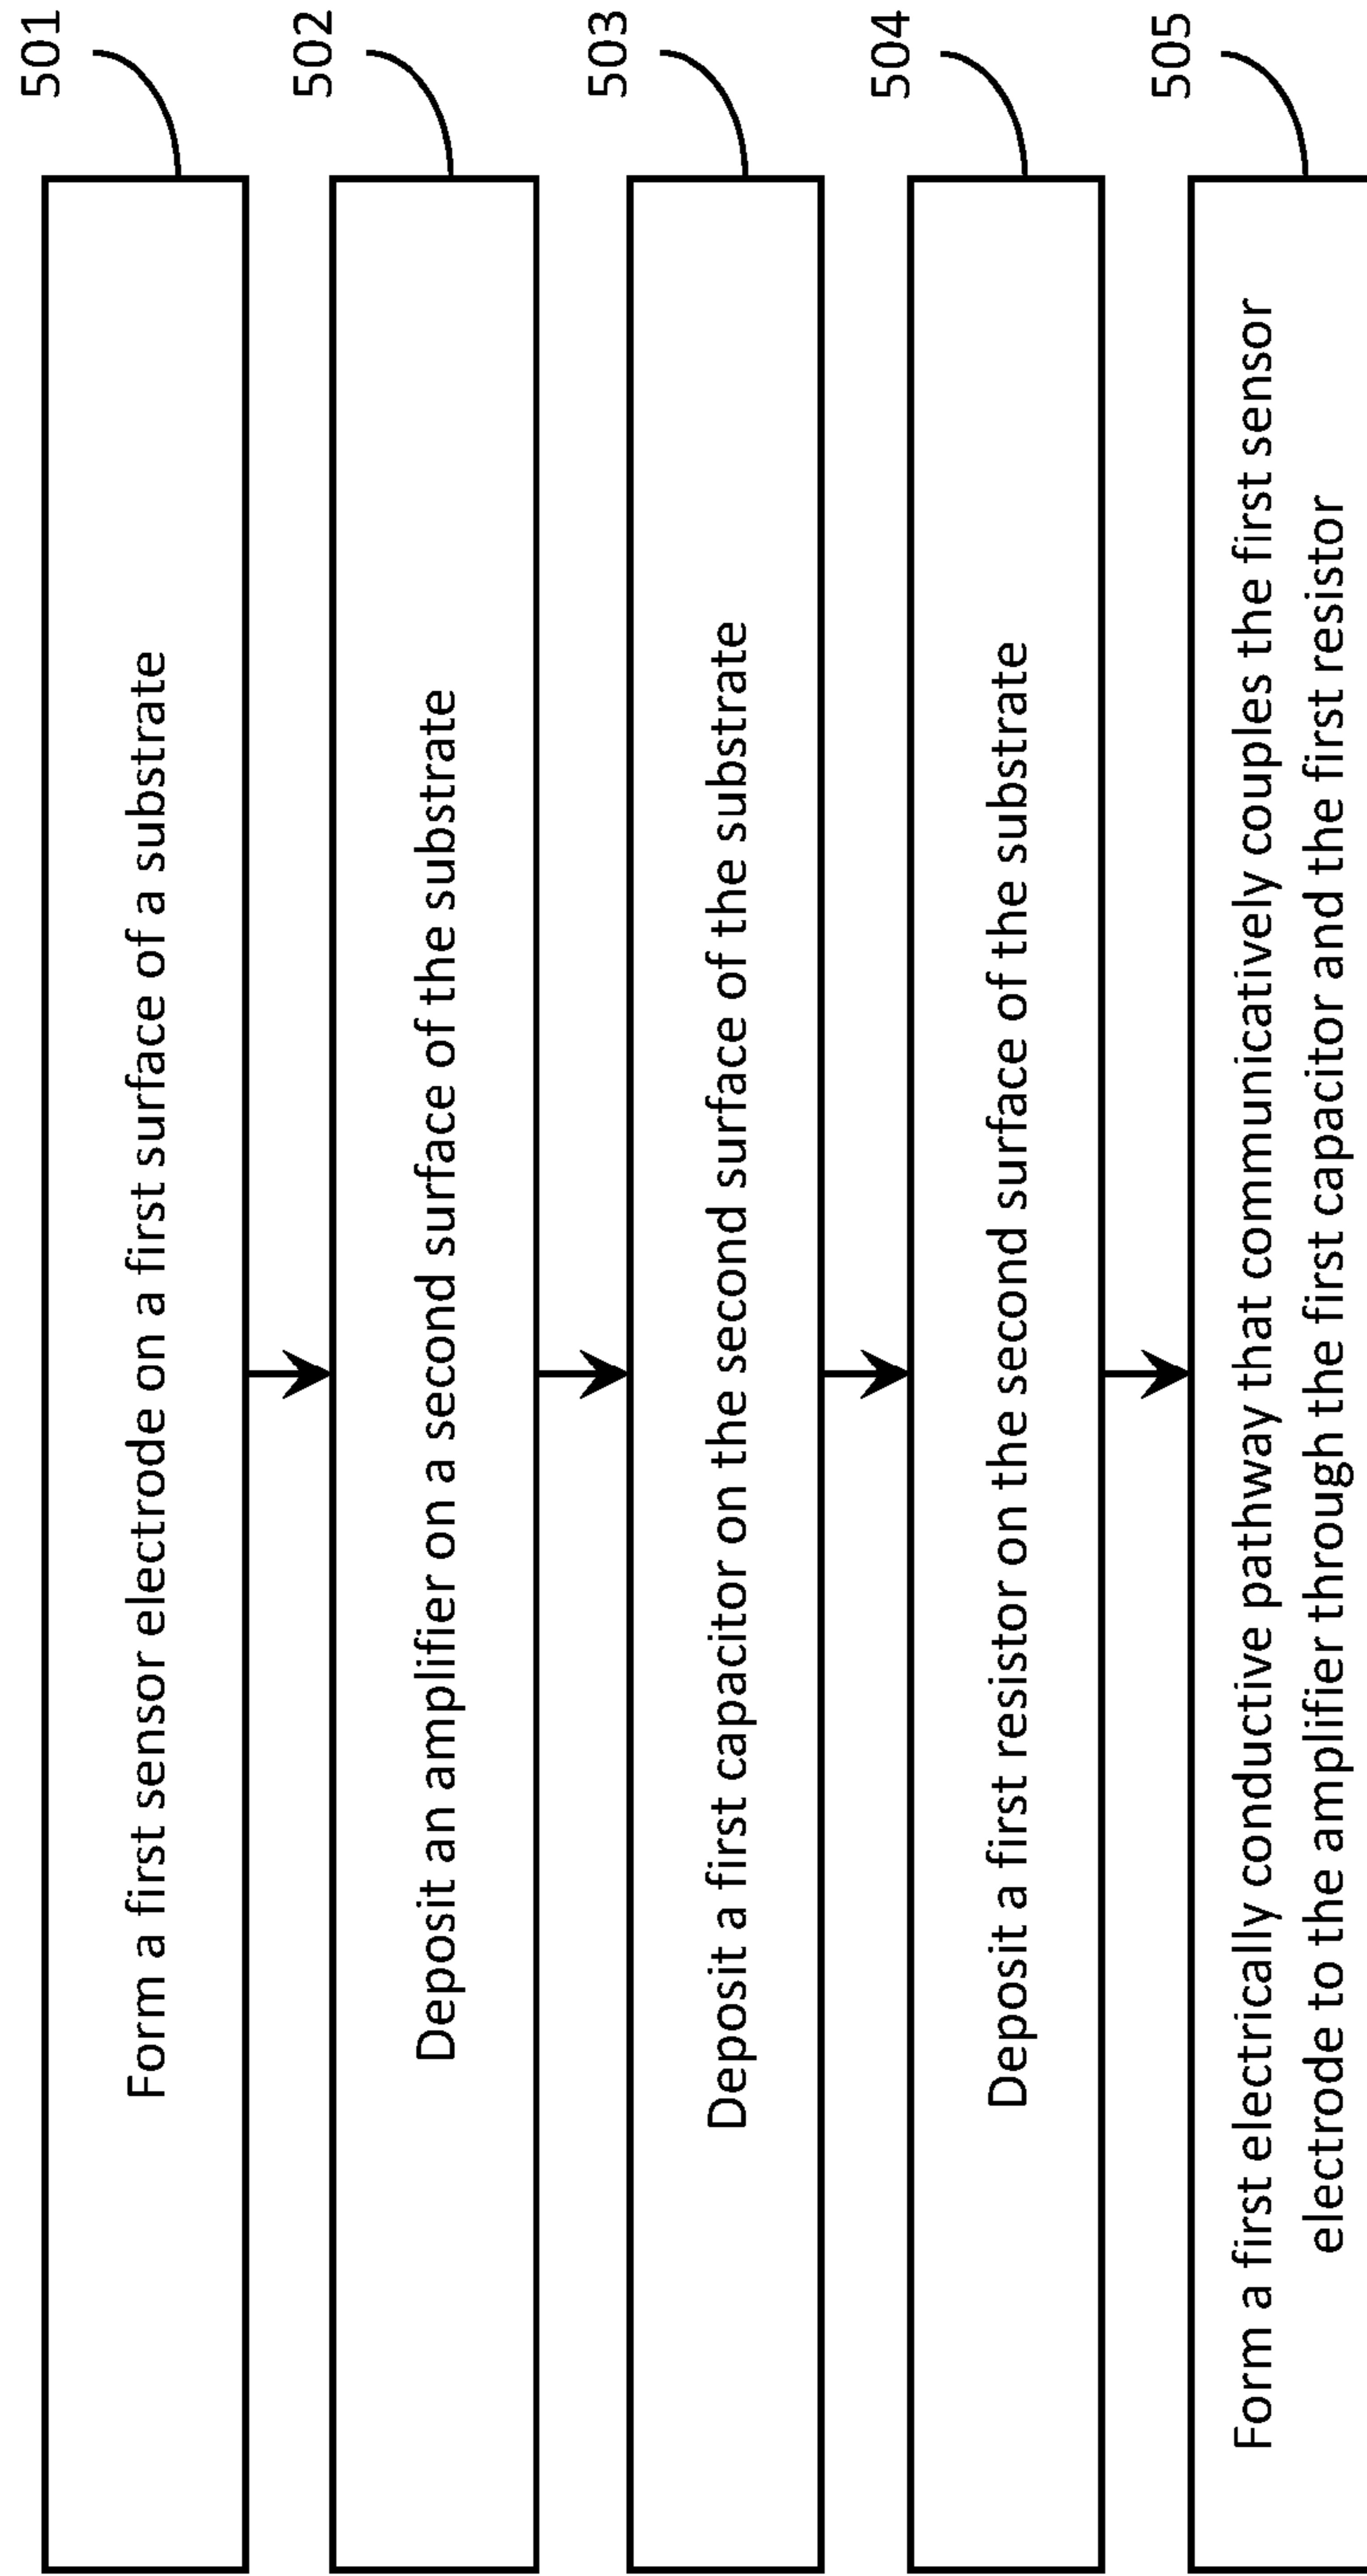 501
Form a first sensor electrode on a first surface of a substrate
502
Deposit an amplifier on a second surface of the substrate
503
Deposit a first capacitor on the second surface of the substrate
504
Deposit a first resistor on the second surface of the substrate
505
Form a first electrically conductive pathway that communicatively couples the first sensor
electrode to the amplifier through the first capacitor and the first resistor